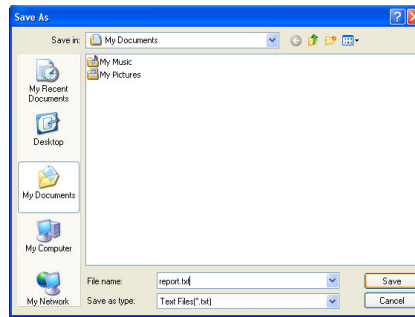 Save As
Save in: My Documents
My Music
My Pictures
My Recent
Documents
Desktop
My Documents
My Computer
My Network
File name: report.txt Save
Save as type: Text Files(*.txt) Cancel